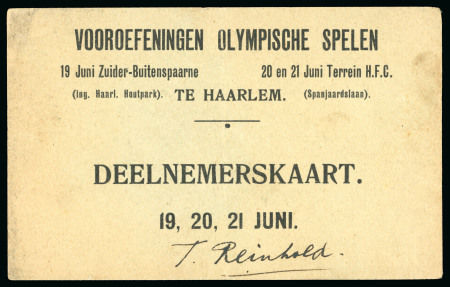 VOOROEFENINGEN OLYMPISCHE SPELEN
19 Juni Zuider-Buitenspaarne 20 en 21 Juni Terrein H.F.C.
(ing. Haarl. Houtpark). TE HAARLEM. (Spanjaardslaan).
DEELNEMERSKAART.
19, 20, 21 JUNI.
T. Reinhold.